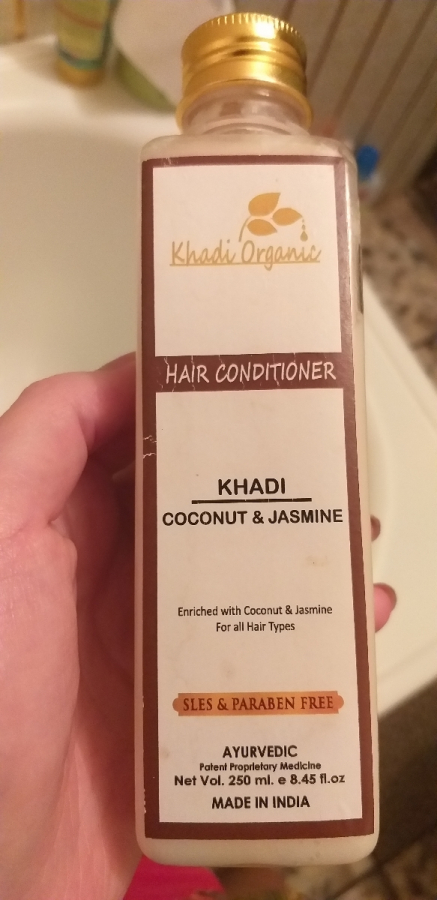 Khadi Organic
HAIR CONDITIONER
KHADI
COCONUT & JASMINE
Enriched with Coconut & Jasmine
For all Hair Types
SLES & PARABEN FREE
AYURVEDIC
Patent Proprietary Medicine
Net Vol. 250 ml. e 8.45 fl.oz
MADE IN INDIA